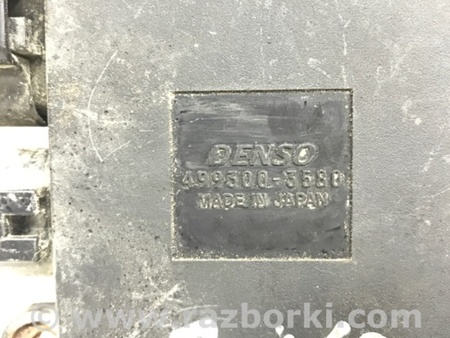 DENSO
499300-3580
MADE IN JAPAN
© www.razborki.com